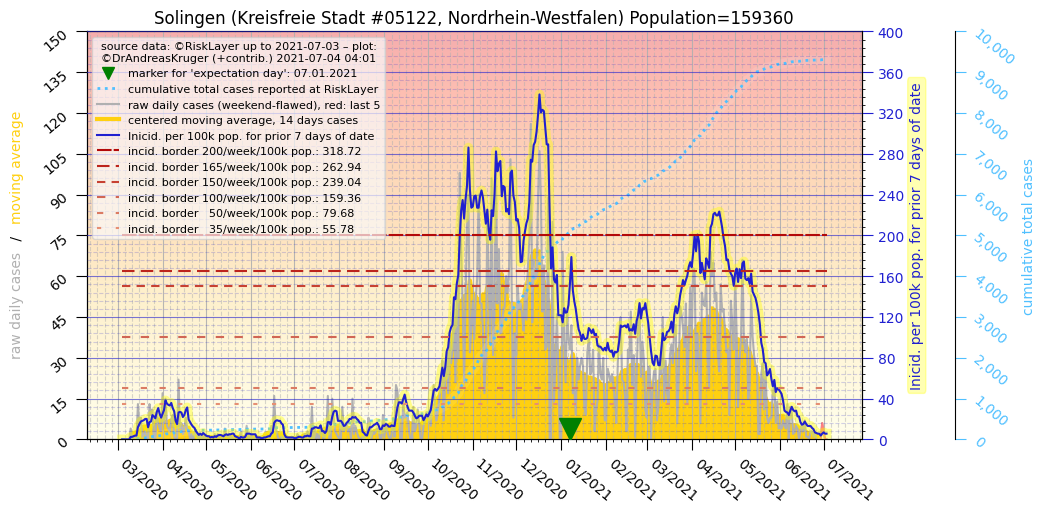 Solingen (Kreisfreie Stadt #05122, Nordrhein-Westfalen) Population=159360
source data: ©RiskLayer up to 2021-07-03 – plot:
©DrAndreasKruger (+contrib.) 2021-07-04 04:01
marker for 'expectation day': 07.01.2021
cumulative total cases reported at RiskLayer
raw daily cases (weekend-flawed), red: last 5
centered moving average, 14 days cases
Inicid. per 100k pop. for prior 7 days of date
incid. border 200/week/100k pop.: 318.72
incid. border 165/week/100k pop.: 262.94
incid. border 150/week/100k pop.: 239.04
incid. border 100/week/100k pop.: 159.36
incid. border   50/week/100k pop.: 79.68
incid. border   35/week/100k pop.: 55.78
raw daily cases  /  moving average
150
135
120
105
90
75
60
45
30
15
0
400
360
320
280
240
200
160
120
80
40
0
Inicid. per 100k pop. for prior 7 days of date
10,000
9,000
8,000
7,000
6,000
5,000
4,000
3,000
2,000
1,000
0
cumulative total cases
03/2020
04/2020
05/2020
06/2020
07/2020
08/2020
09/2020
10/2020
11/2020
12/2020
01/2021
02/2021
03/2021
04/2021
05/2021
06/2021
07/2021